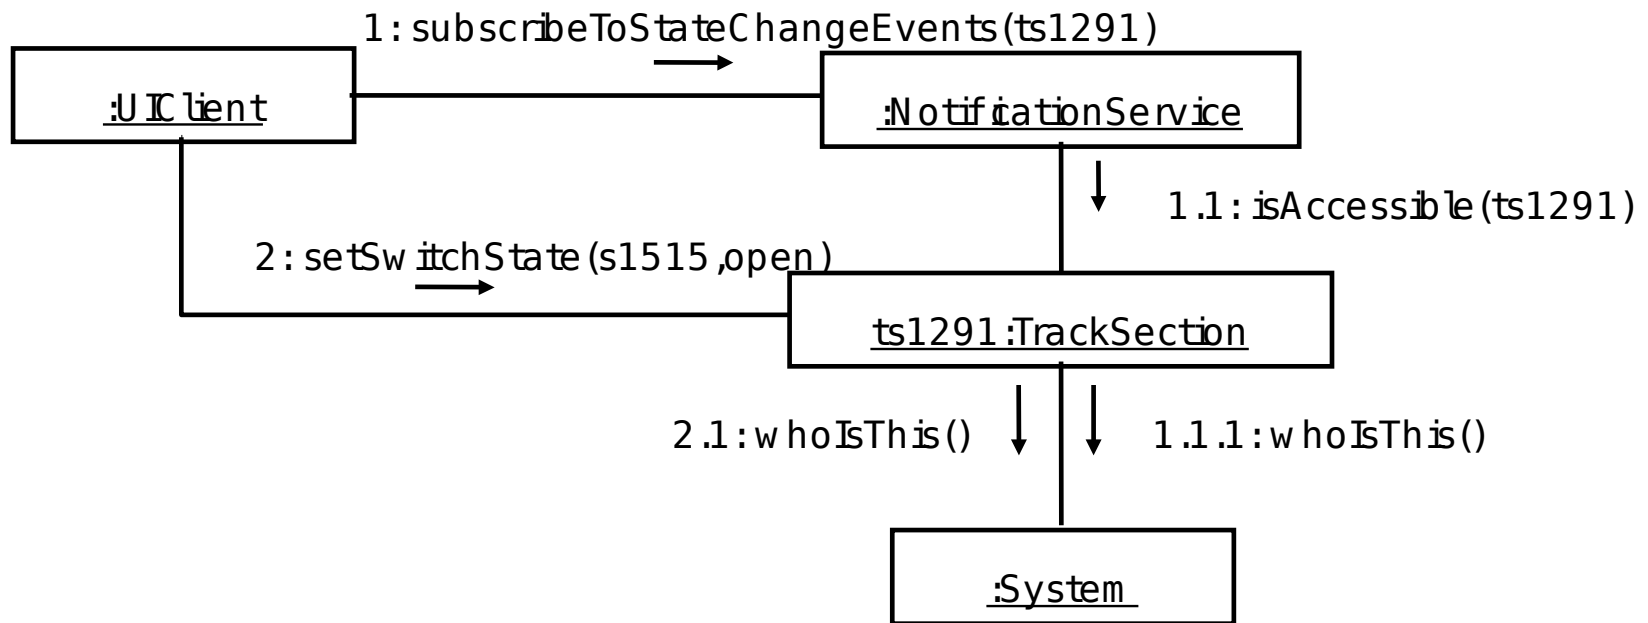 1: subscribeToStateChangeEvents(ts1291)
:UIClient
:NotificationService
1.1: isAccessible(ts1291)
2: setSwitchState(s1515,open)
ts1291:TrackSection
2.1: whoIsThis()
1.1.1: whoIsThis()
:System